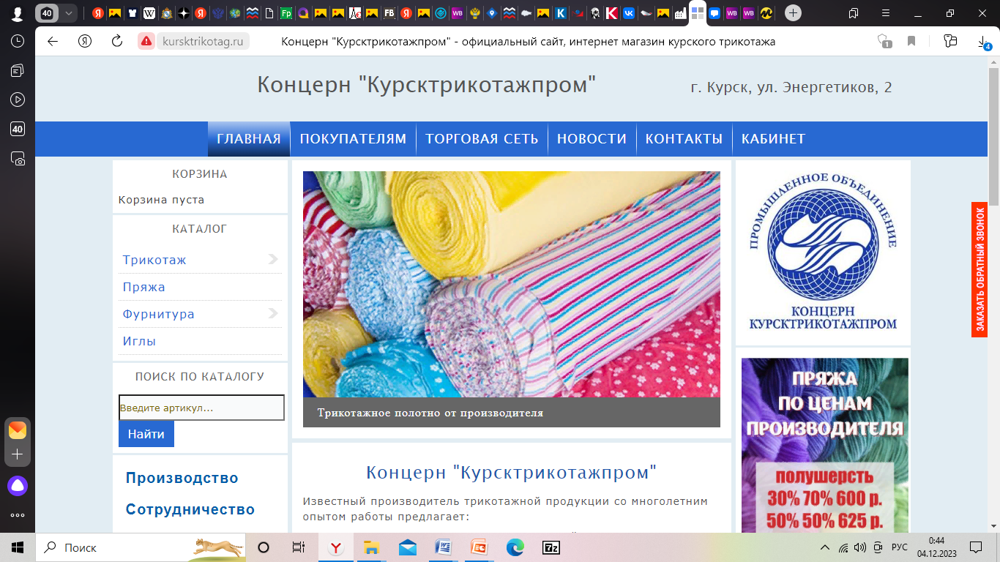 40
kursktrikotag.ru
Концерн "Курсктрикотажпром" - официальный сайт, интернет магазин курского трикотажа
1
4
40
Концерн "Курсктрикотажпром"
г. Курск, ул. Энергетиков, 2
ГЛАВНАЯ
ПОКУПАТЕЛЯМ
ТОРГОВАЯ СЕТЬ
НОВОСТИ
КОНТАКТЫ
КАБИНЕТ
КОРЗИНА
Корзина пуста
КАТАЛОГ
Трикотаж
Пряжа
Фурнитура
Иглы
ПОИСК ПО КАТАЛОГУ
Введите артикул...
Найти
Производство
Сотрудничество
Трикотажное полотно от производителя
Концерн "Курсктрикотажпром"
Известный производитель трикотажной продукции со многолетним
опытом работы предлагает:
ПРОМЫШЛЕННОЕ ОБЪЕДИНЕНИЕ
КОНЦЕРН
КУРСКТРИКОТАЖПРОМ
ПРЯЖА
ПО ЦЕНАМ
ПРОИЗВОДИТЕЛЯ
полушерсть
30% 70% 600 р.
50% 50% 625 р.
ЗАКАЗАТЬ ОБРАТНЫЙ ЗВОНОК
Поиск
7z
РУС
0:44
04.12.2023